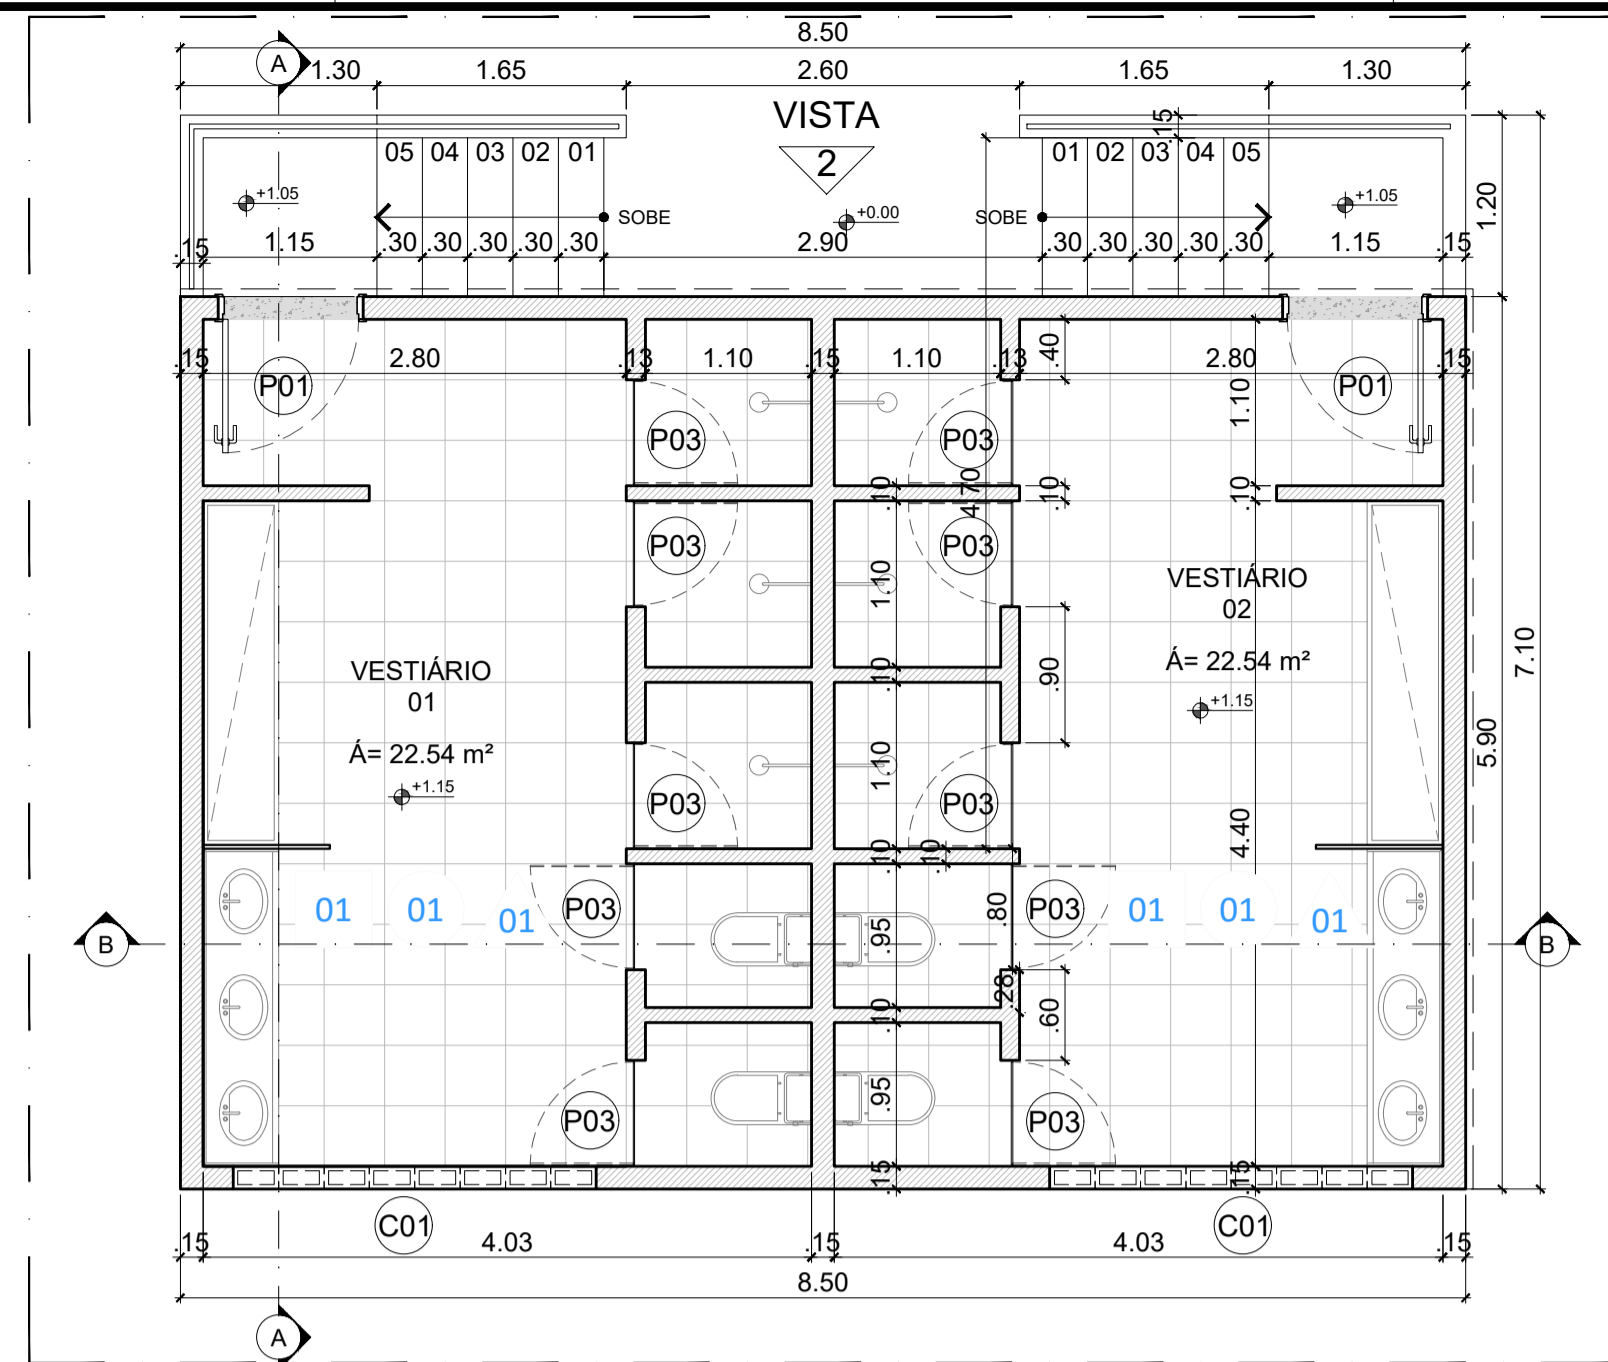 8.50
A
1.30 1.65 2.60 1.65 1.30
VISTA
2
.15
05 04 03 02 01
01 02 03 04 05
+1.05
SOBE
+0.00
SOBE
+1.05
1.20
.15 1.15 .30 .30 .30 .30 .30 2.90 .30 .30 .30 .30 .30 1.15 .15
.15 2.80 .13 1.10 .15 1.10 .13 .40 2.80 .15
P01
P01
1.10
P03 P03
.10 4.70 .10 .10
P03 P03
1.10
VESTIÁRIO
02
Á= 22.54 m²
+1.15
VESTIÁRIO
01
Á= 22.54 m²
+1.15
.10 .90
7.10
5.90
1.10
P03 P03
4.40
.10 .10
01 01 01 P03 .80 P03 01 01 01
B
.95
B
.28
.10 .60
.95
P03 P03
.15 .15
C01 C01
.15 4.03 .15 4.03 .15
8.50
A